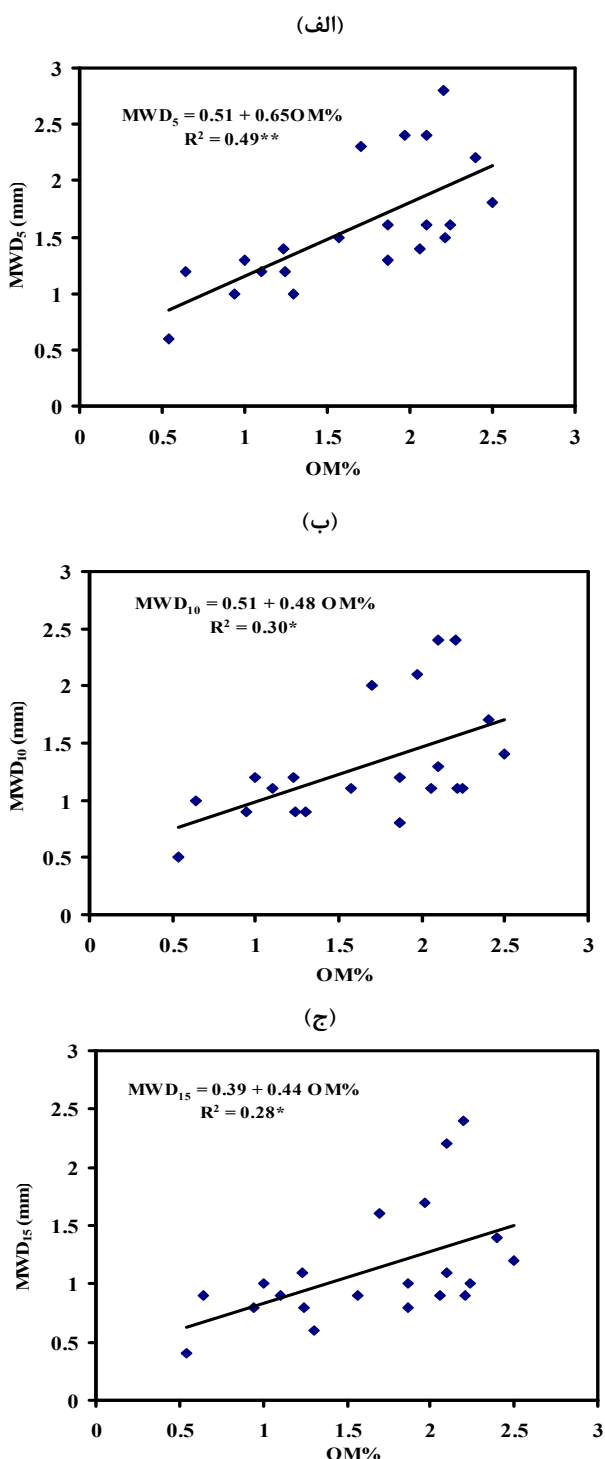 (الف)
3
MWD₅ = 0.51 + 0.65OM%
R² = 0.49**
2.5
2
1.5
1
0.5
0
MWD₅ (mm)
0 0.5 1 1.5 2 2.5 3
OM%
(ب)
3
MWD₁₀ = 0.51 + 0.48 OM%
R² = 0.30*
2.5
2
1.5
1
0.5
0
MWD₁₀ (mm)
0 0.5 1 1.5 2 2.5 3
OM%
(ج)
3
MWD₁₅ = 0.39 + 0.44 OM%
R² = 0.28*
2.5
2
1.5
1
0.5
0
MWD₁₅ (mm)
0 0.5 1 1.5 2 2.5 3
OM%